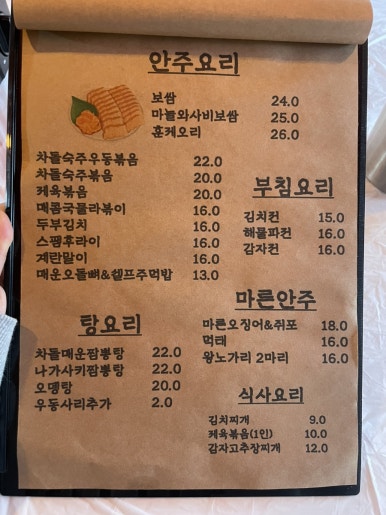 안주요리
보쌈 24.0
마늘와사비보쌈 25.0
훈케오리 26.0
차돌숙주우동볶음 22.0
차돌숙주볶음 20.0
케육볶음 20.0
매콤국물라볶이 16.0
두부김치 16.0
스팸후라이 16.0
계란말이 16.0
매운오돌뼈&쉘프주먹밥 13.0
부침요리
김치전 15.0
해물파전 16.0
감자전 16.0
탕요리
차돌매운짬뽕탕 22.0
나가사키짬뽕탕 22.0
오뎅탕 20.0
우동사리추가 2.0
마른안주
마른오징어&쥐포 18.0
먹태 16.0
왕노가리 2마리 16.0
식사요리
김치찌개 9.0
케육볶음(1인) 10.0
감자고추장찌개 12.0